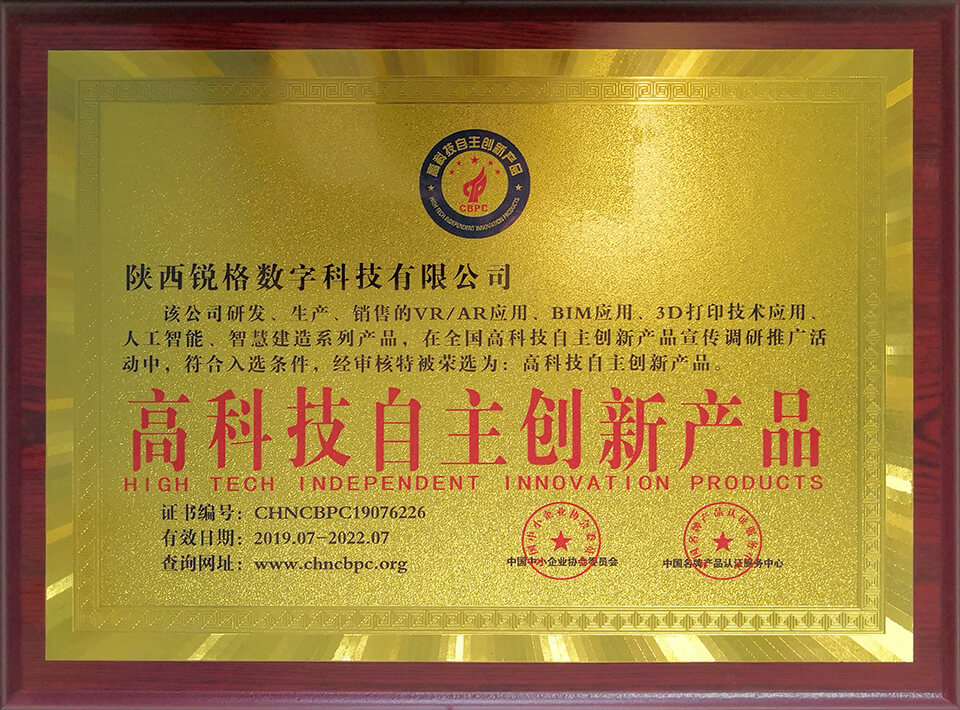 高科技自主创新产品
CBPC
HIGH TECH INDEPENDENT INNOVATION PRODUCTS
陕西锐格数字科技有限公司
该公司研发、生产、销售的VR/AR应用、BIM应用、3D打印技术应用、
人工智能、智慧建造系列产品，在全国高科技自主创新产品宣传调研推广活
动中，符合入选条件，经审核特被荣选为：高科技自主创新产品。
高科技自主创新产品
HIGH TECH INDEPENDENT INNOVATION PRODUCTS
证书编号：CHNCBPC19076226
有效日期：2019.07-2022.07
查询网址：www.chncbpc.org
中国中小企业协会委员会
中国名牌产品认证服务中心